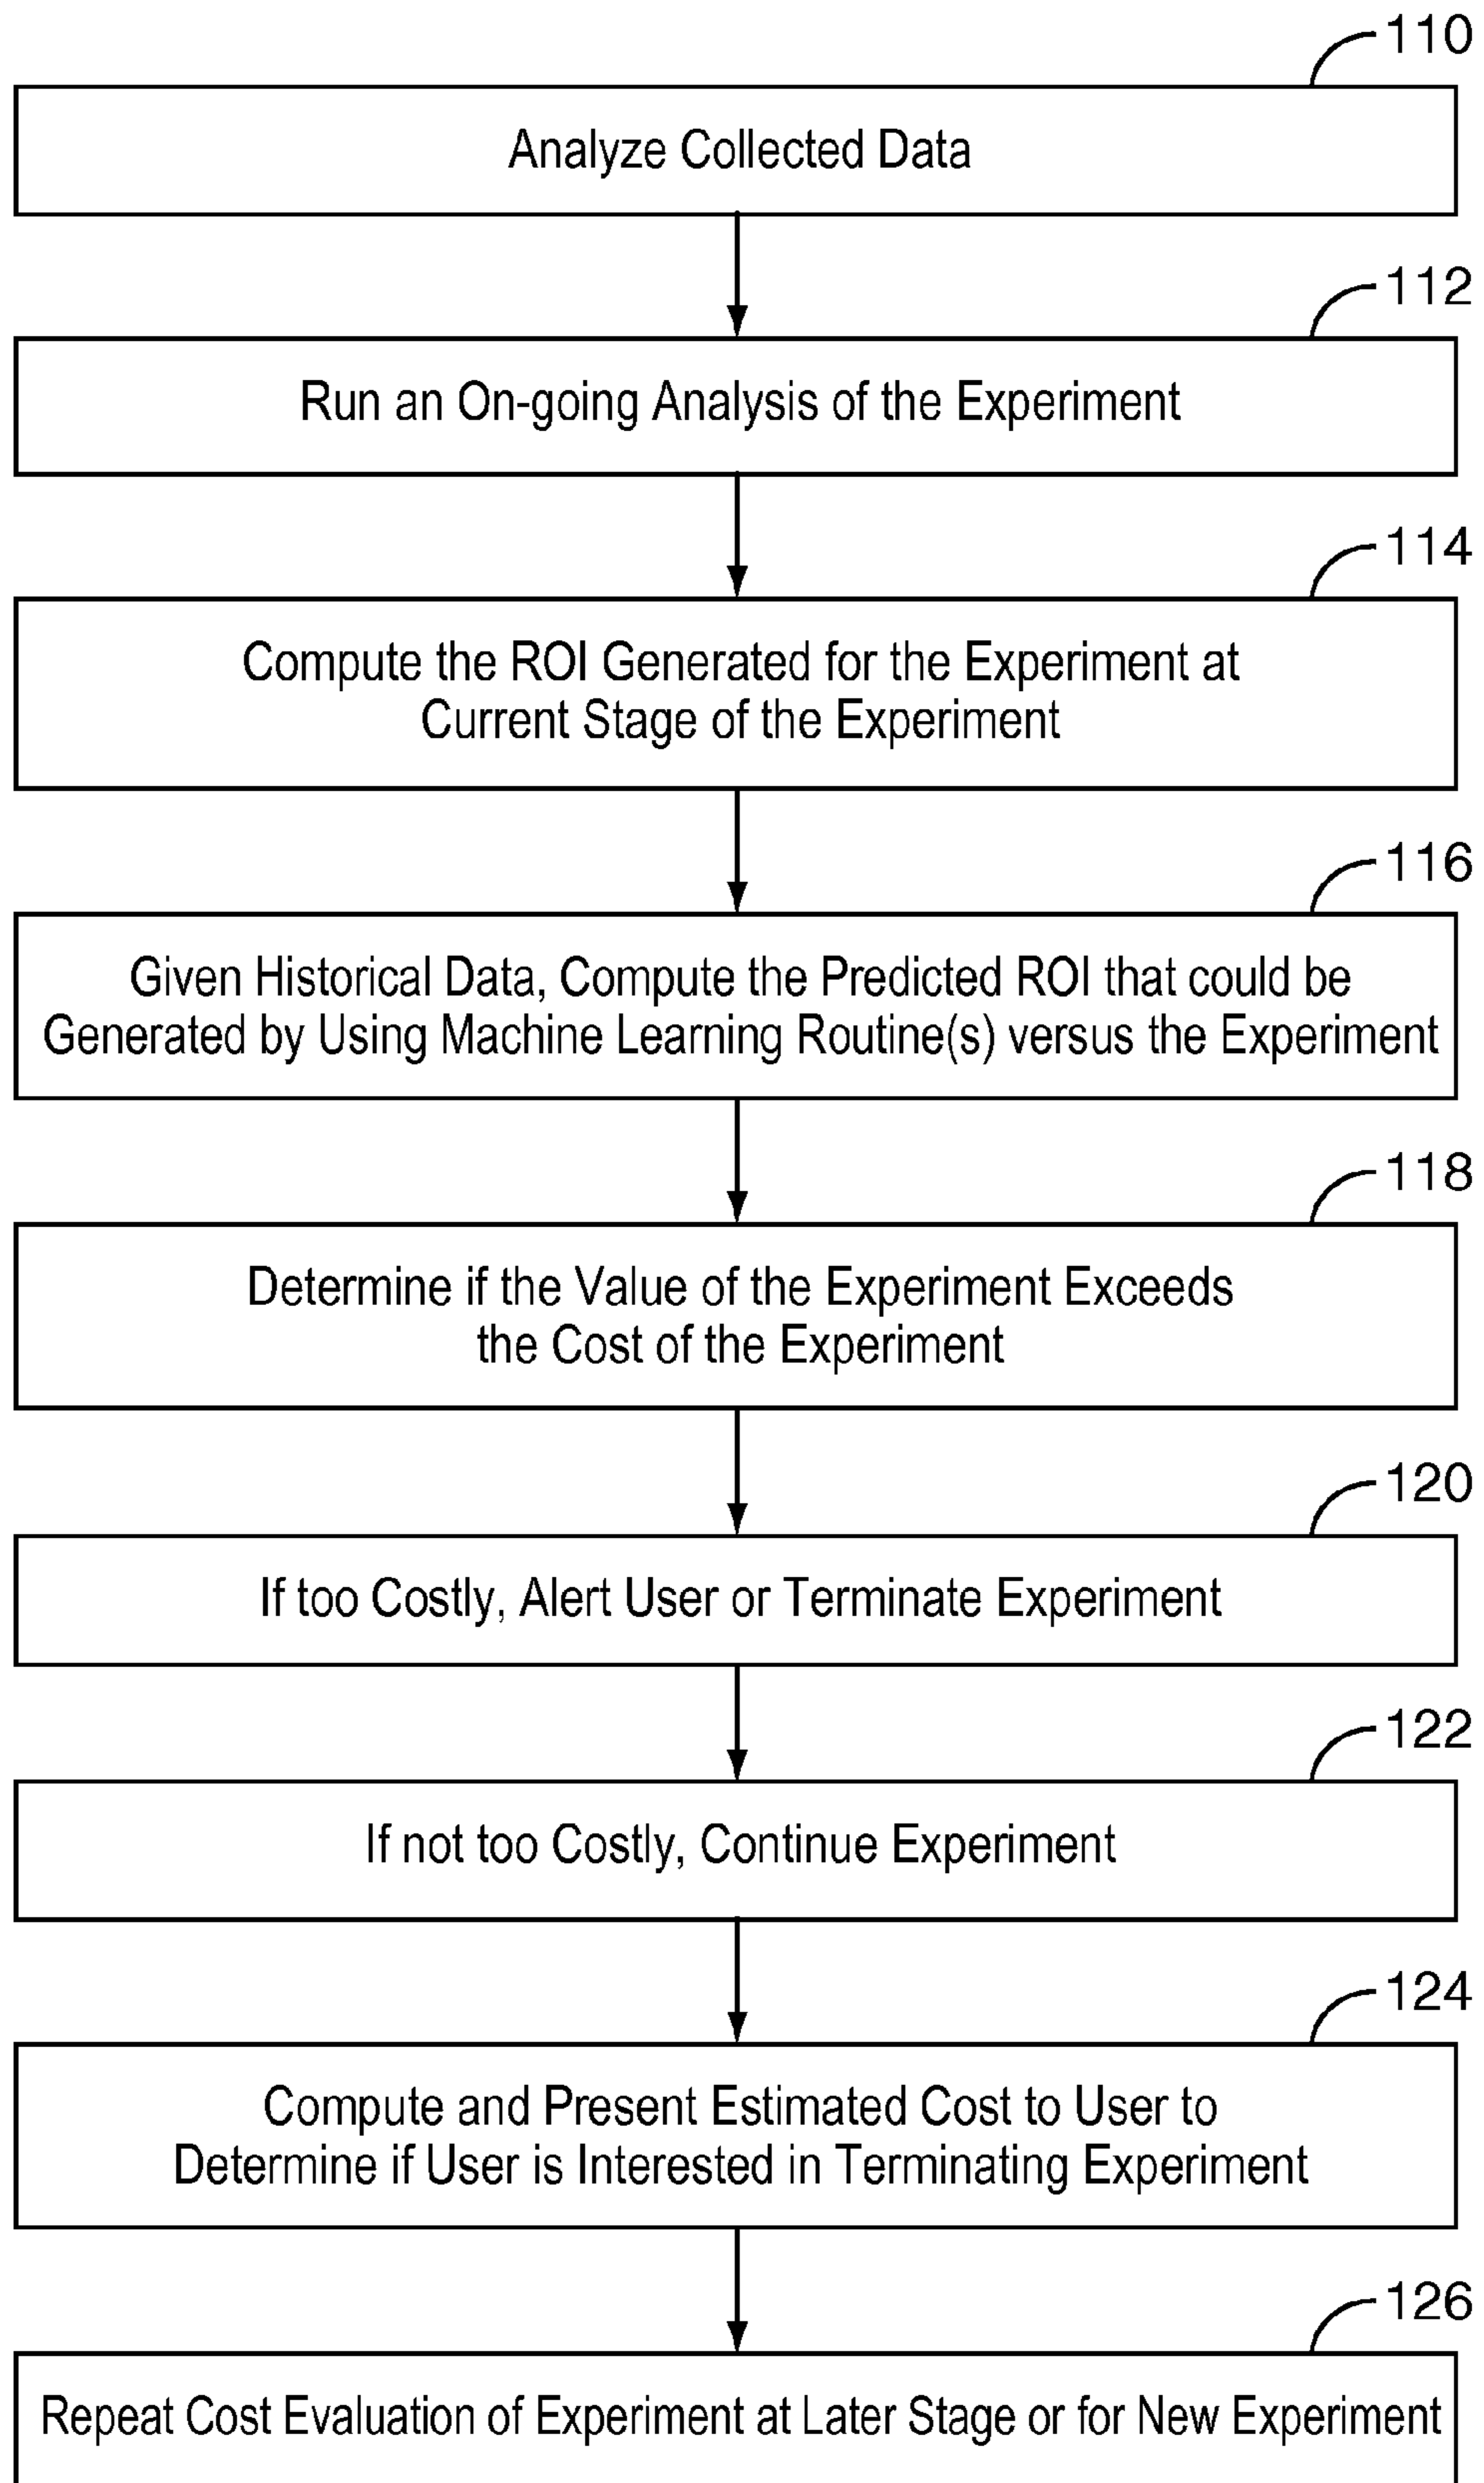 110
Analyze Collected Data
112
Run an On-going Analysis of the Experiment
114
Compute the ROI Generated for the Experiment at
Current Stage of the Experiment
116
Given Historical Data, Compute the Predicted ROI that could be
Generated by Using Machine Learning Routine(s) versus the Experiment
118
Determine if the Value of the Experiment Exceeds
the Cost of the Experiment
120
If too Costly, Alert User or Terminate Experiment
122
If not too Costly, Continue Experiment
124
Compute and Present Estimated Cost to User to
Determine if User is Interested in Terminating Experiment
126
Repeat Cost Evaluation of Experiment at Later Stage or for New Experiment